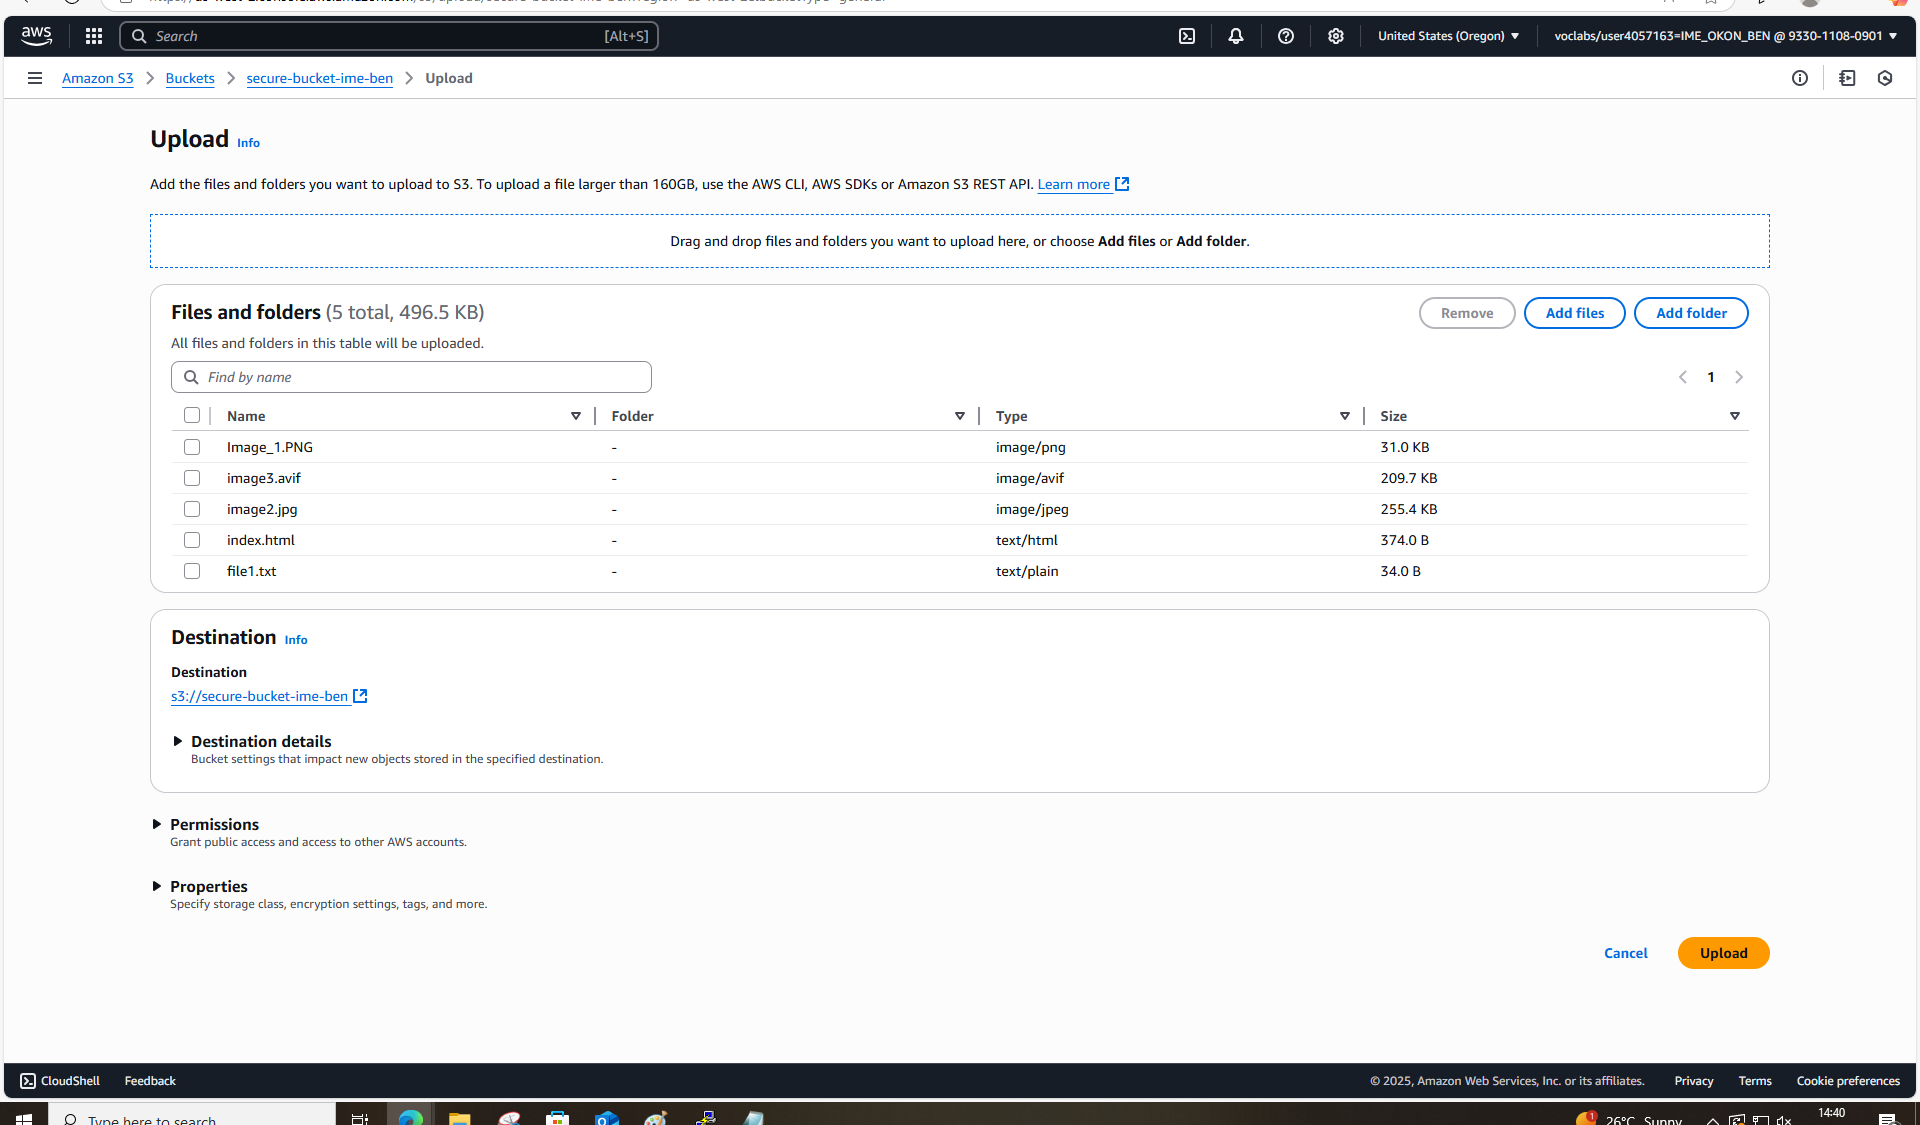 aws
Search [Alt+S]
United States (Oregon)
voclabs/user4057163=IME_OKON_BEN @ 9330-1108-0901
Amazon S3 > Buckets > secure-bucket-ime-ben > Upload
Upload Info
Add the files and folders you want to upload to S3. To upload a file larger than 160GB, use the AWS CLI, AWS SDKs or Amazon S3 REST API. Learn more
Drag and drop files and folders you want to upload here, or choose Add files or Add folder.
Files and folders (5 total, 496.5 KB)
Remove
Add files
Add folder
All files and folders in this table will be uploaded.
Find by name
1
Name Folder Type Size
Image_1.PNG - image/png 31.0 KB
image3.avif - image/avif 209.7 KB
image2.jpg - image/jpeg 255.4 KB
index.html - text/html 374.0 B
file1.txt - text/plain 34.0 B
Destination Info
Destination
s3://secure-bucket-ime-ben
Destination details
Bucket settings that impact new objects stored in the specified destination.
Permissions
Grant public access and access to other AWS accounts.
Properties
Specify storage class, encryption settings, tags, and more.
Cancel
Upload
CloudShell
Feedback
© 2025, Amazon Web Services, Inc. or its affiliates.
Privacy
Terms
Cookie preferences
Type here to search
1
26°C Sunny
14:40